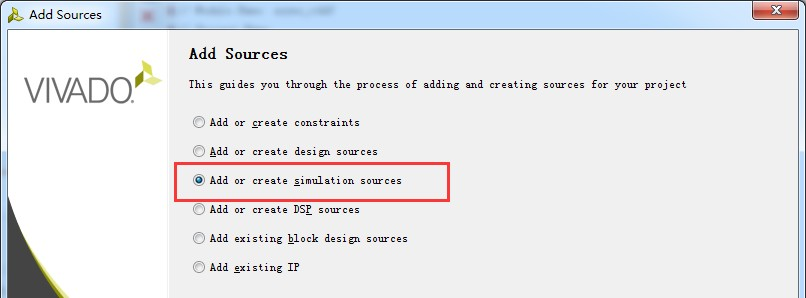 Add Sources
Add Sources
VIVADO.
This guides you through the process of adding and creating sources for your project
Add or create constraints
Add or create design sources
Add or create simulation sources
Add or create DSP sources
Add existing block design sources
Add existing IP